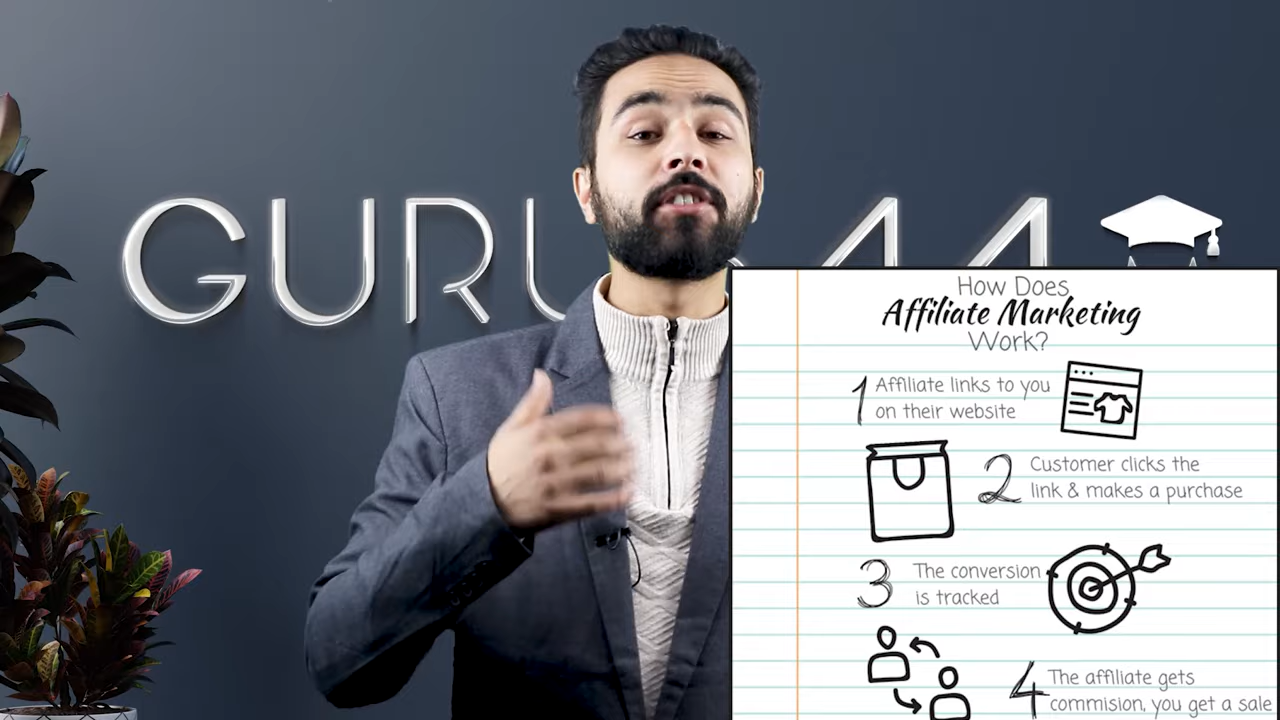 GURU
44
How Does
Affiliate Marketing
Work?
1 Affiliate links to you
on their website
2 Customer clicks the
link & makes a purchase
3 The conversion
is tracked
4 The affiliate gets
commision, you get a sale